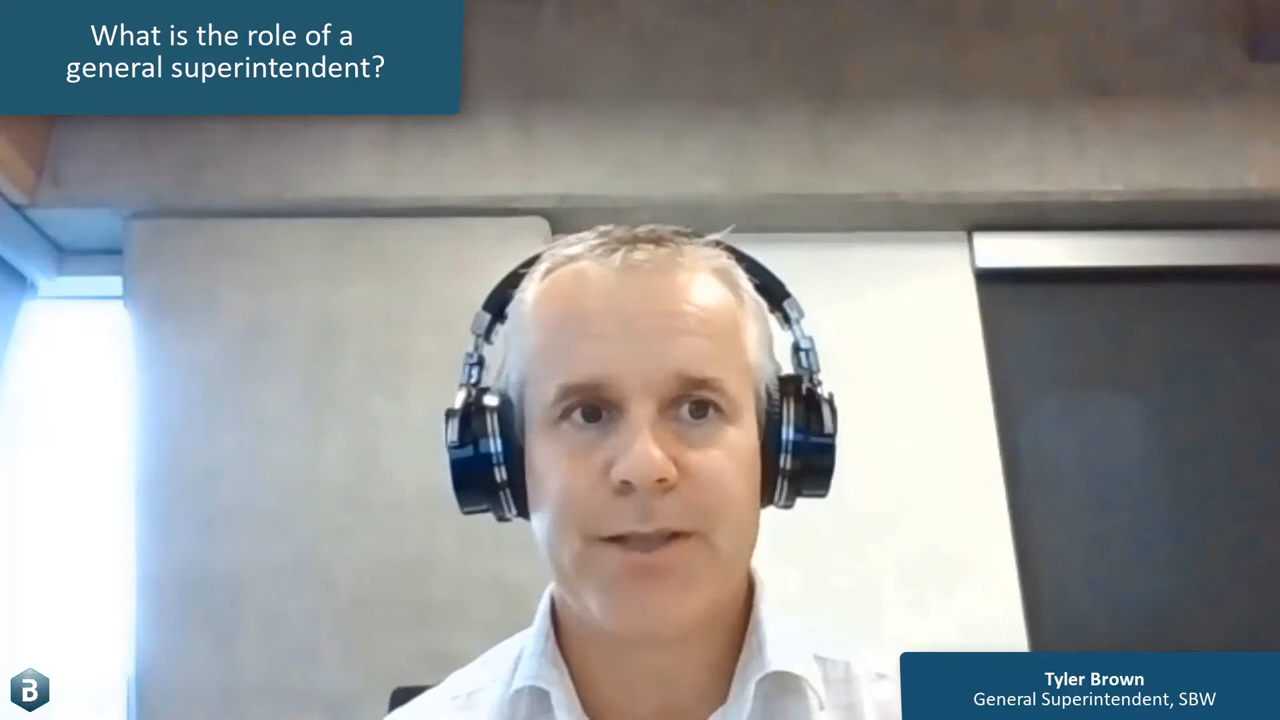 What is the role of a
general superintendent?
B
Tyler Brown
General Superintendent, SBW